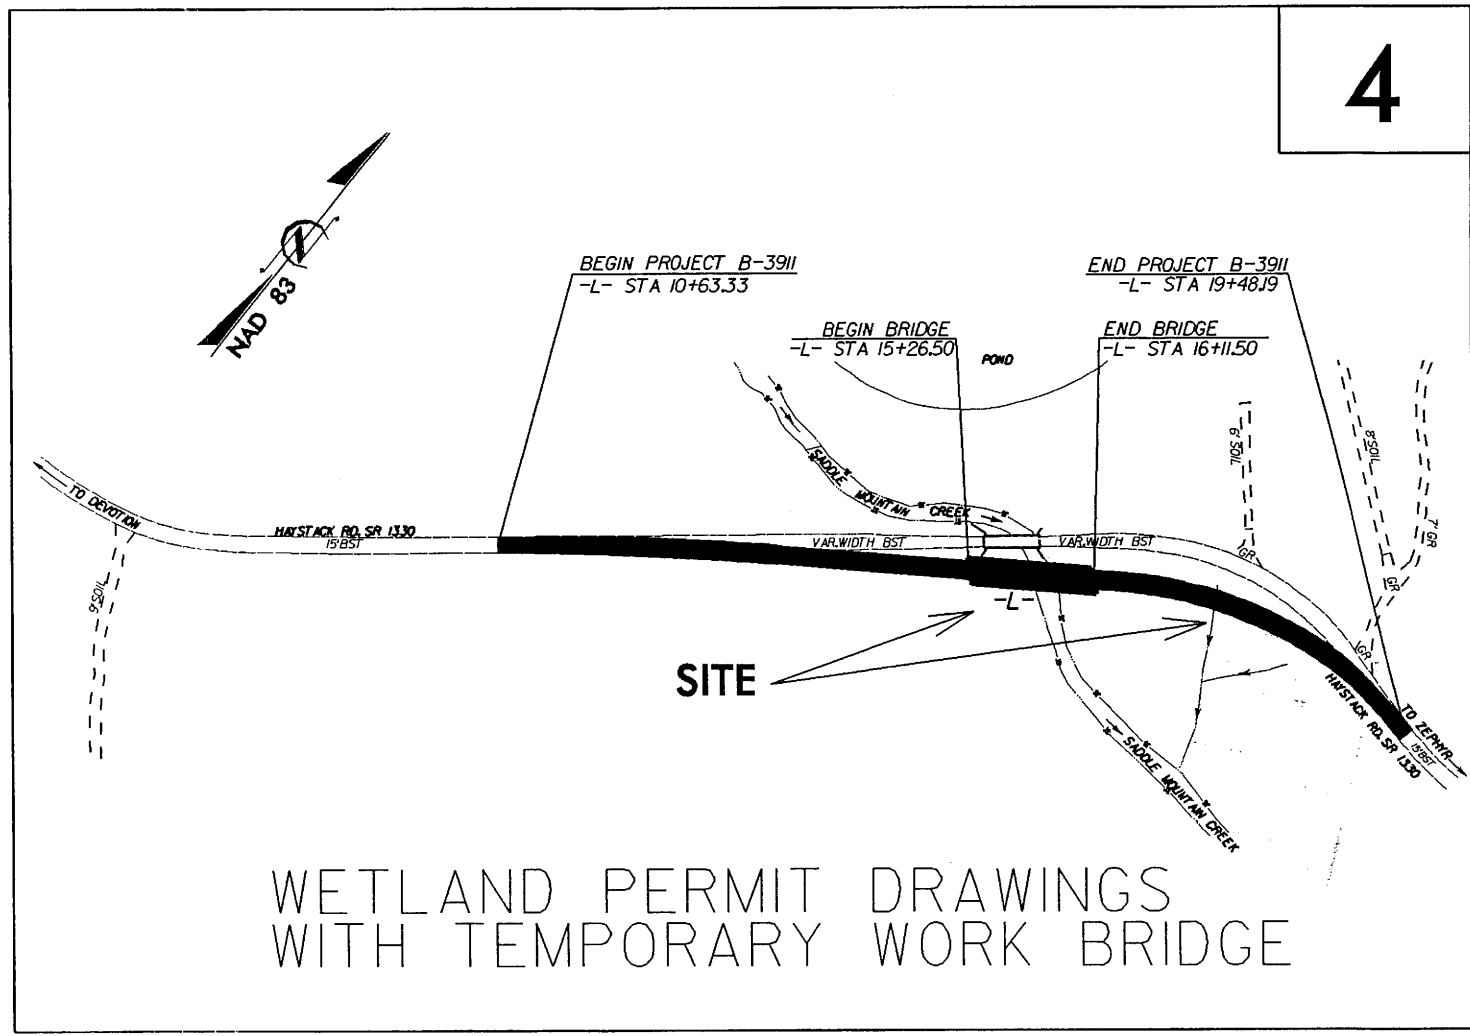 4
NAD 83
BEGIN PROJECT B-3911
-L- STA 10+63.33
END PROJECT B-3911
-L- STA 19+48.19
BEGIN BRIDGE
-L- STA 15+26.50
END BRIDGE
-L- STA 16+11.50
POND
6' SOIL
8' SOIL
7' GR
TO DEVOTION
SADDLE MOUNTAIN CREEK
HAYSTACK RD. SR 1330
15' BST
VAR. WIDTH BST
VAR. WIDTH BST
GR
GR
6' SOIL
-L-
GR
SITE
HAYSTACK RD. SR 1330
TO ZEPHYR
15' BST
SADDLE MOUNTAIN CREEK
WETLAND PERMIT DRAWINGS
WITH TEMPORARY WORK BRIDGE